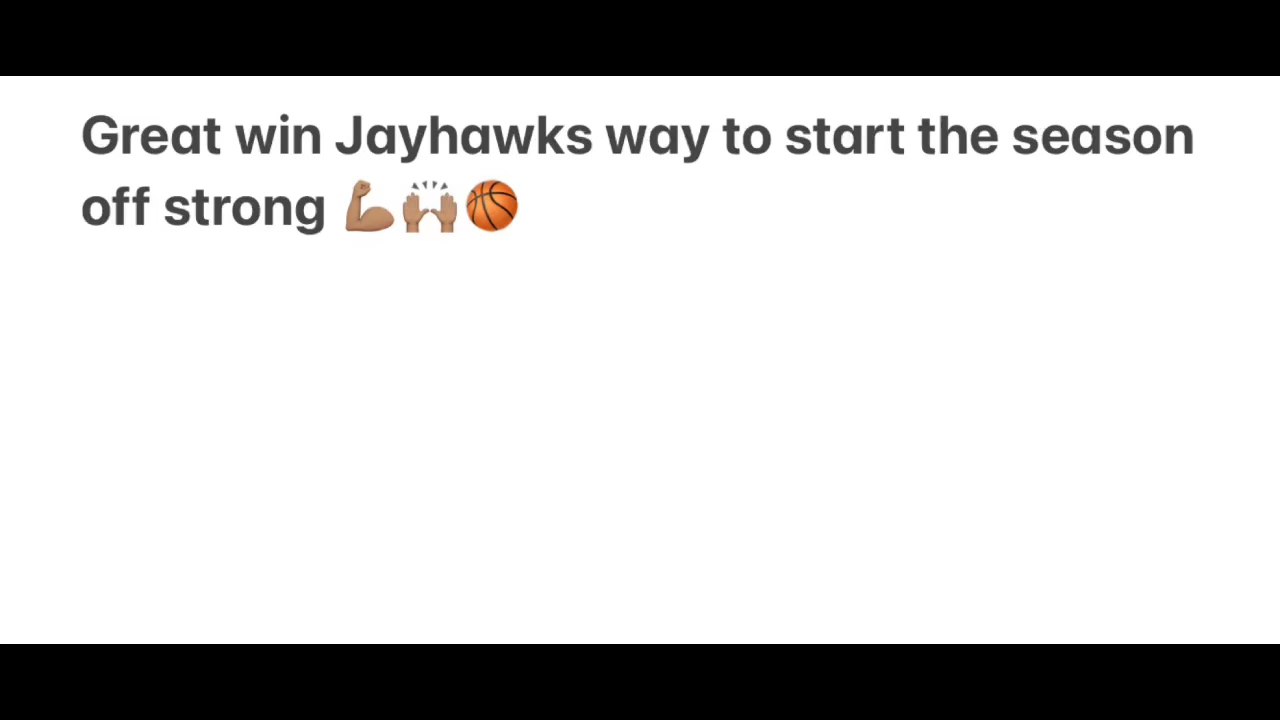 Great win Jayhawks way to start the season
off strong 💪🏽🙌🏽🏀